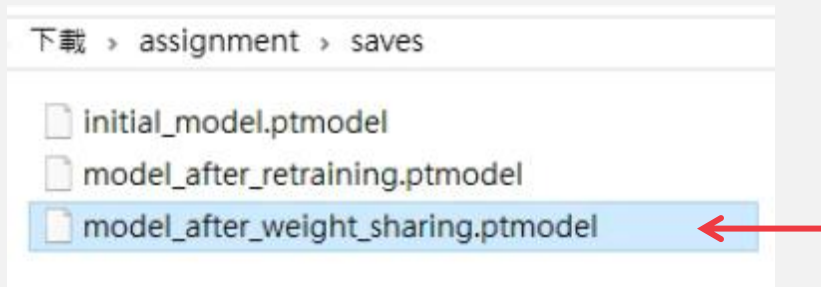 下載 › assignment › saves
initial_model.ptmodel
model_after_retraining.ptmodel
model_after_weight_sharing.ptmodel